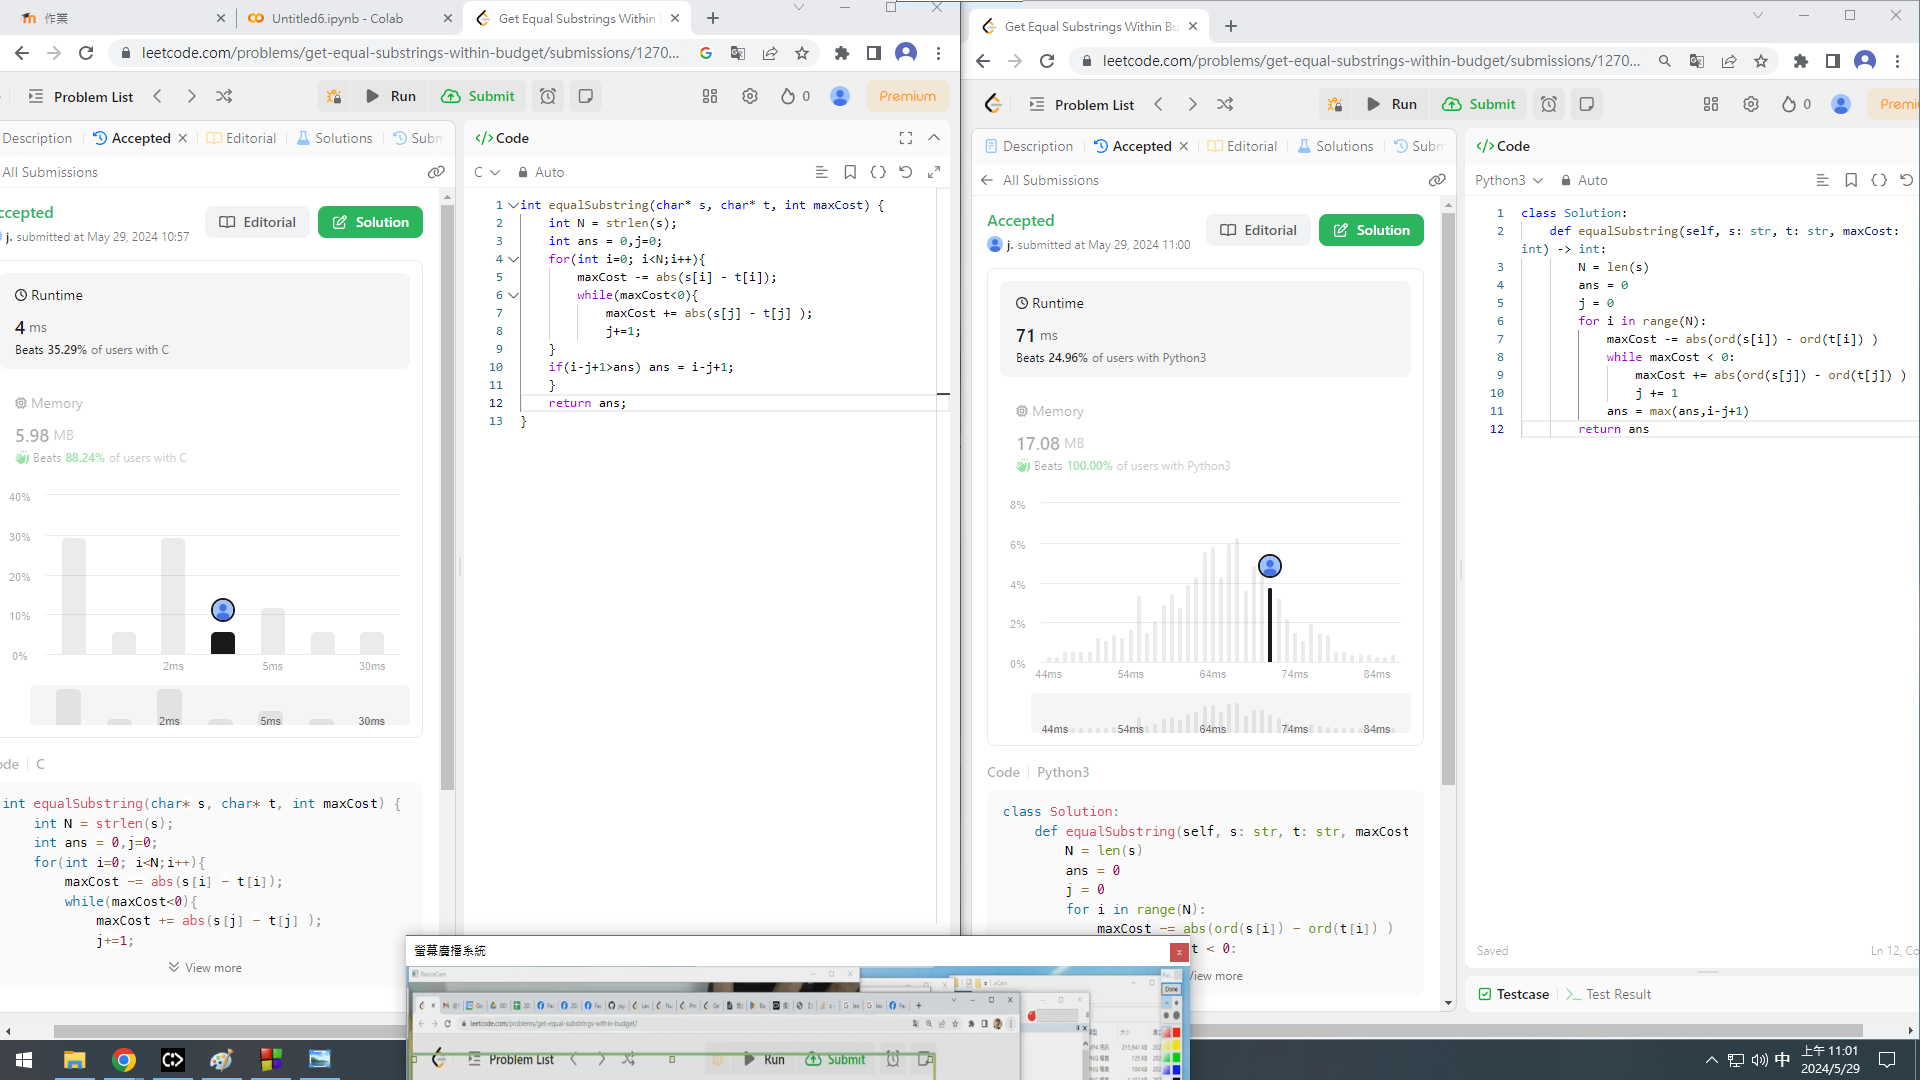 作業
Untitled6.ipynb - Colab
Get Equal Substrings Within
leetcode.com/problems/get-equal-substrings-within-budget/submissions/1270...
Problem List
Run
Submit
0
Premium
Description
Accepted
Editorial
Solutions
Subm
All Submissions
ccepted
j. submitted at May 29, 2024 10:57
Editorial
Solution
Runtime
4 ms
Beats 35.29% of users with C
Memory
5.98 MB
Beats 88.24% of users with C
40%
30%
20%
10%
0%
2ms
5ms
30ms
2ms
5ms
30ms
ode
C
int equalSubstring(char* s, char* t, int maxCost) {
int N = strlen(s);
int ans = 0,j=0;
for(int i=0; i<N;i++){
maxCost -= abs(s[i] - t[i]);
while(maxCost<0){
maxCost += abs(s[j] - t[j] );
j+=1;
View more
Code
C
Auto
1 int equalSubstring(char* s, char* t, int maxCost) {
2 int N = strlen(s);
3 int ans = 0,j=0;
4 for(int i=0; i<N;i++){
5 maxCost -= abs(s[i] - t[i]);
6 while(maxCost<0){
7 maxCost += abs(s[j] - t[j] );
8 j+=1;
9 }
10 if(i-j+1>ans) ans = i-j+1;
11 }
12 return ans;
13 }
Get Equal Substrings Within Bu
leetcode.com/problems/get-equal-substrings-within-budget/submissions/1270...
Problem List
Run
Submit
0
Premi
Description
Accepted
Editorial
Solutions
Subm
All Submissions
Accepted
j. submitted at May 29, 2024 11:00
Editorial
Solution
Runtime
71 ms
Beats 24.96% of users with Python3
Memory
17.08 MB
Beats 100.00% of users with Python3
8%
6%
4%
2%
0%
44ms
54ms
64ms
74ms
84ms
44ms
54ms
64ms
74ms
84ms
Code
Python3
class Solution:
def equalSubstring(self, s: str, t: str, maxCost
N = len(s)
ans = 0
j = 0
for i in range(N):
maxCost -= abs(ord(s[i]) - ord(t[i]) )
t < 0:
View more
Code
Python3
Auto
1 class Solution:
2 def equalSubstring(self, s: str, t: str, maxCost:
int) -> int:
3 N = len(s)
4 ans = 0
5 j = 0
6 for i in range(N):
7 maxCost -= abs(ord(s[i]) - ord(t[i]) )
8 while maxCost < 0:
9 maxCost += abs(ord(s[j]) - ord(t[j]) )
10 j += 1
11 ans = max(ans,i-j+1)
12 return ans
Saved
Ln 12, Co
Testcase
Test Result
螢幕廣播系統
leetcode.com/problems/get-equal-substrings-within-budget/
Problem List
Run
Submit
Done
中
上午 11:01
2024/5/29